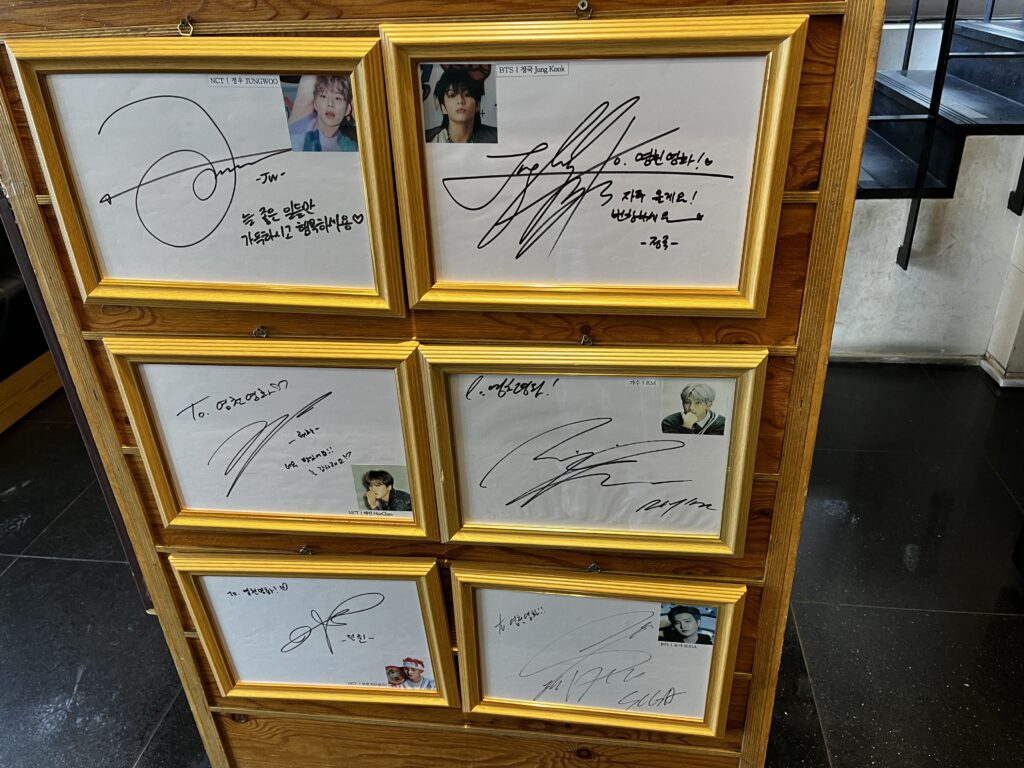 NCT | 정우 JUNGWOO
-Jw-
늘 좋은 일들만
가득하시고 행복하시용♡
BTS | 정국 Jung Kook
To. 영천영화!♡
자주 올게요!
번창하세요
-정국-
To. 영천영화♡
-해찬-
NCT | 해찬 HaeChan
To. 영천영화!
가수 | RM
To. 영천영화!♡
NCT |
To. 영천영화!!
BTS | 슈가 SUGA
SUGA